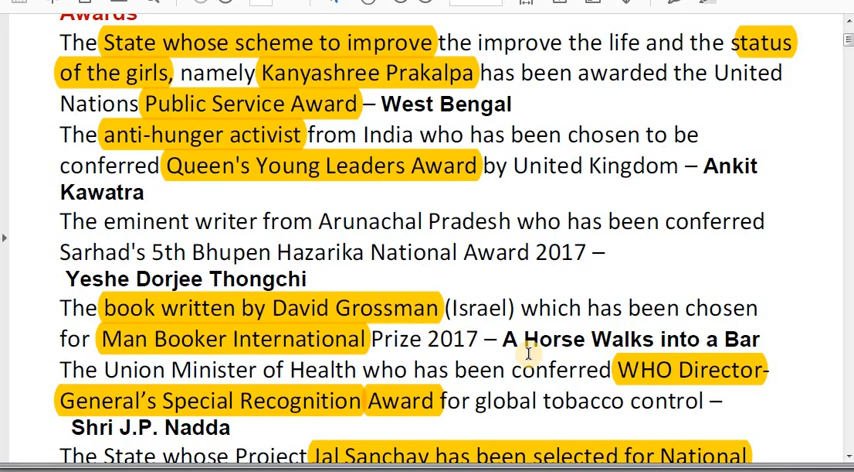 Awards
The State whose scheme to improve the improve the life and the status
of the girls, namely Kanyashree Prakalpa has been awarded the United
Nations Public Service Award – West Bengal
The anti-hunger activist from India who has been chosen to be
conferred Queen's Young Leaders Award by United Kingdom – Ankit
Kawatra
The eminent writer from Arunachal Pradesh who has been conferred
Sarhad's 5th Bhupen Hazarika National Award 2017 –
Yeshe Dorjee Thongchi
The book written by David Grossman (Israel) which has been chosen
for Man Booker International Prize 2017 – A Horse Walks into a Bar
The Union Minister of Health who has been conferred WHO Director-
General’s Special Recognition Award for global tobacco control –
Shri J.P. Nadda
The State whose Project Jal Sanchay has been selected for National